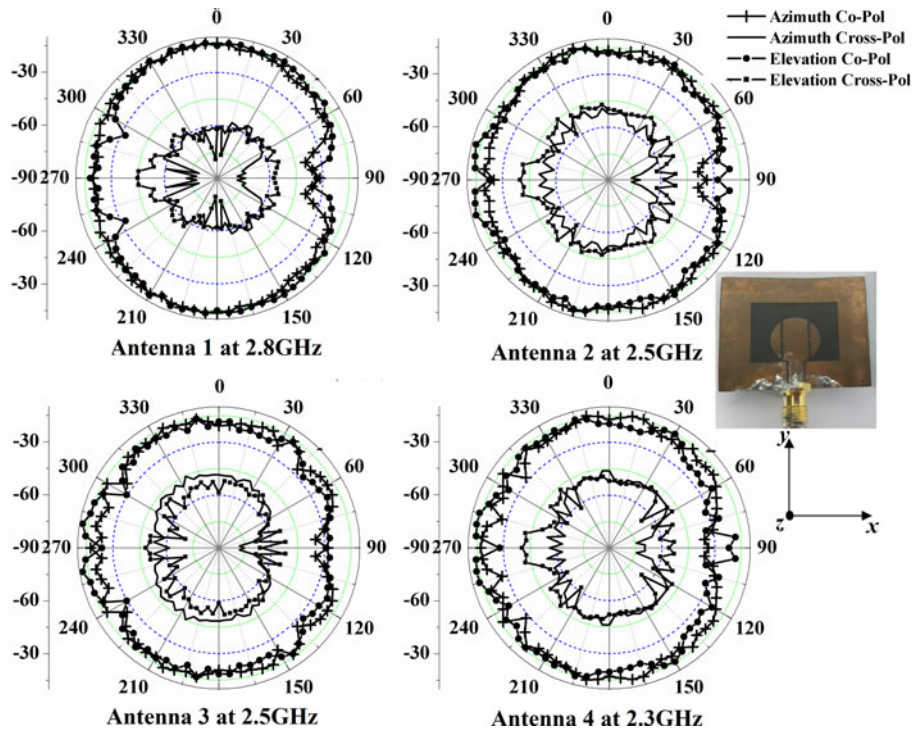 Azimuth Co-Pol
Azimuth Cross-Pol
Elevation Co-Pol
Elevation Cross-Pol
0
330 30
-30
300 60
-60
-90 270 90
-60
240 120
-30
210 150
Antenna 1 at 2.8GHz
0
330 30
-30
300 60
-60
-90 270 90
-60
240 120
-30
210 150
Antenna 2 at 2.5GHz
0
330 30
-30
300 60
-60
-90 270 90
-60
240 120
-30
210 150
Antenna 3 at 2.5GHz
0
330 30
-30
300 60
-60
-90 270 90
-60
240 120
-30
210 150
Antenna 4 at 2.3GHz
y
z x